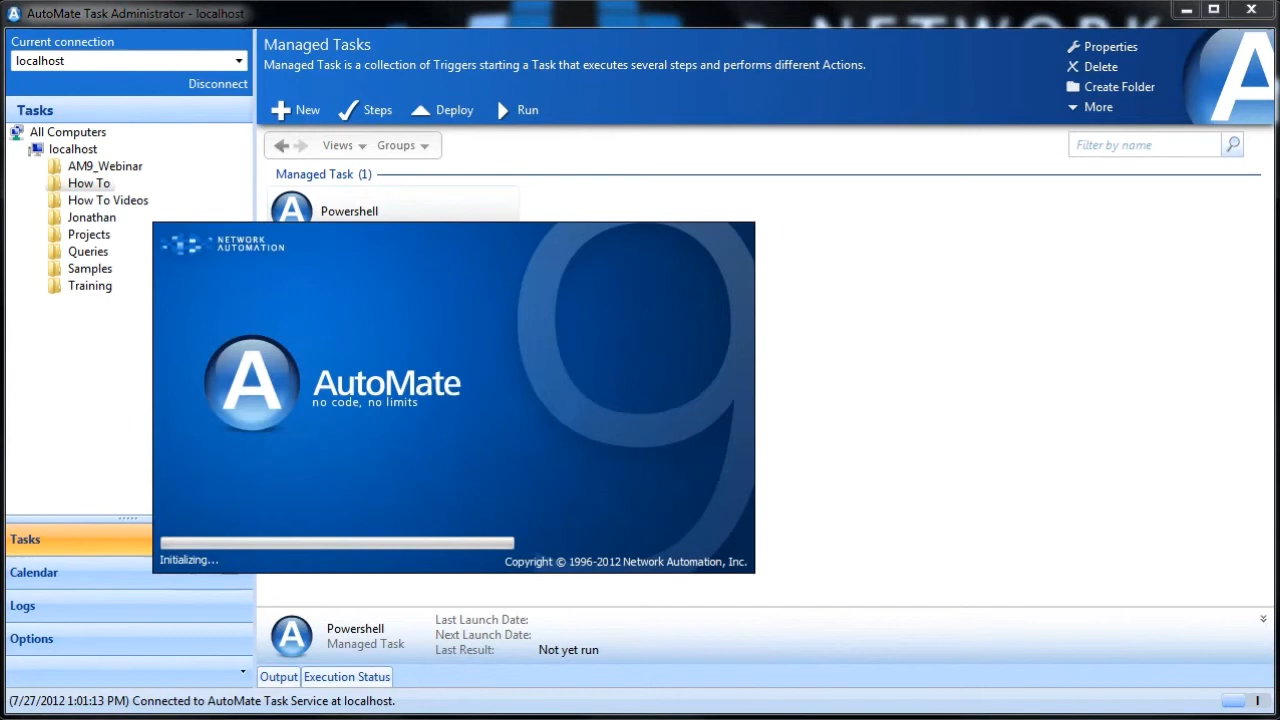 AutoMate Task Administrator - localhost
Current connection
localhost
Disconnect
Tasks
All Computers
localhost
AM9_Webinar
How To
How To Videos
Jonathan
Projects
Queries
Samples
Training
Tasks
Calendar
Logs
Options
Managed Tasks
Managed Task is a collection of Triggers starting a Task that executes several steps and performs different Actions.
New Steps Deploy Run
Properties
Delete
Create Folder
More
Views Groups
Filter by name
Managed Task (1)
Powershell
NETWORK
AUTOMATION
9
A AutoMate
no code, no limits
Initializing...
Copyright © 1996-2012 Network Automation, Inc.
Powershell
Managed Task
Last Launch Date:
Next Launch Date:
Last Result: Not yet run
Output Execution Status
(7/27/2012 1:01:13 PM) Connected to AutoMate Task Service at localhost.